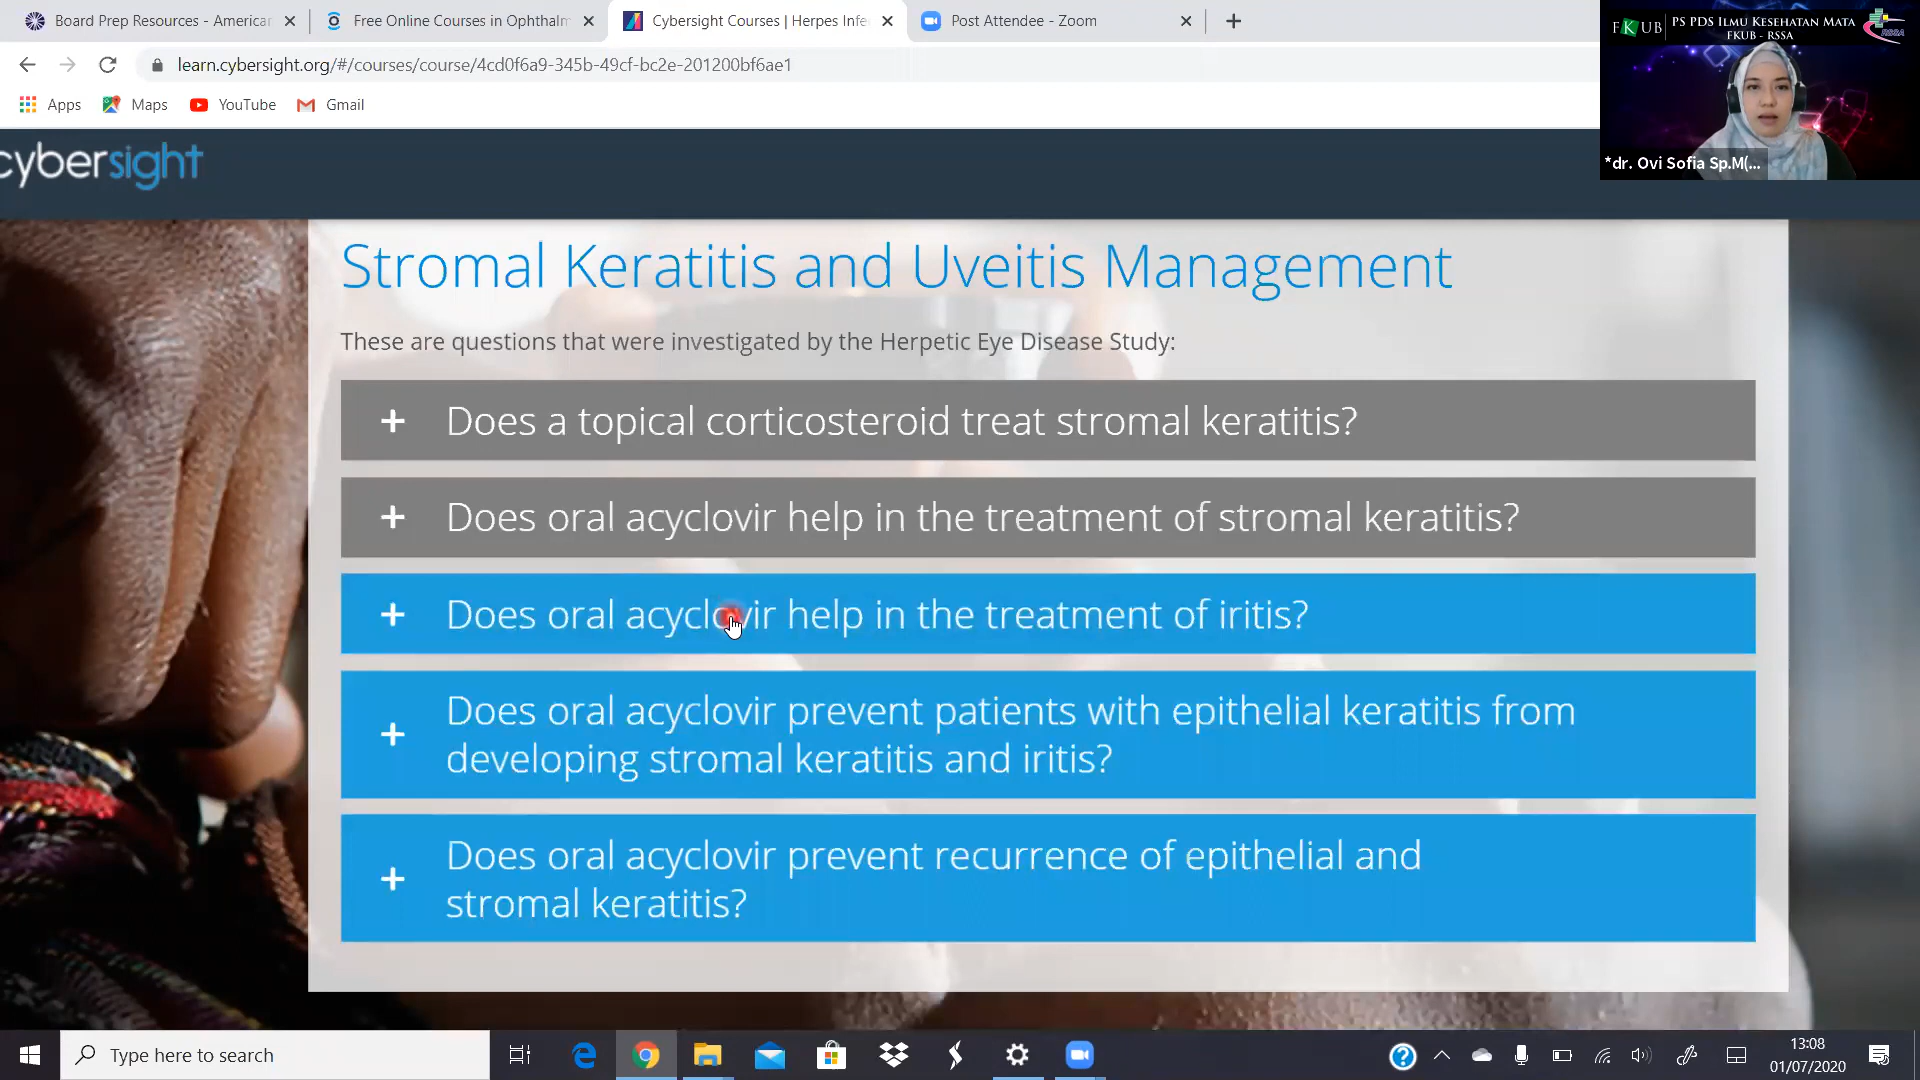 Board Prep Resources - American
Free Online Courses in Ophthalm
Cybersight Courses | Herpes Infe
Post Attendee - Zoom
learn.cybersight.org/#/courses/course/4cd0f6a9-345b-49cf-bc2e-201200bf6ae1
Apps
Maps
YouTube
Gmail
FKUB
PS PDS Ilmu Kesehatan Mata
FKUB - RSSA
RSSA
*dr. Ovi Sofia Sp.M(...
cybersight
Stromal Keratitis and Uveitis Management
These are questions that were investigated by the Herpetic Eye Disease Study:
+ Does a topical corticosteroid treat stromal keratitis?
+ Does oral acyclovir help in the treatment of stromal keratitis?
+ Does oral acyclovir help in the treatment of iritis?
+ Does oral acyclovir prevent patients with epithelial keratitis from
developing stromal keratitis and iritis?
+ Does oral acyclovir prevent recurrence of epithelial and
stromal keratitis?
Type here to search
13:08
01/07/2020